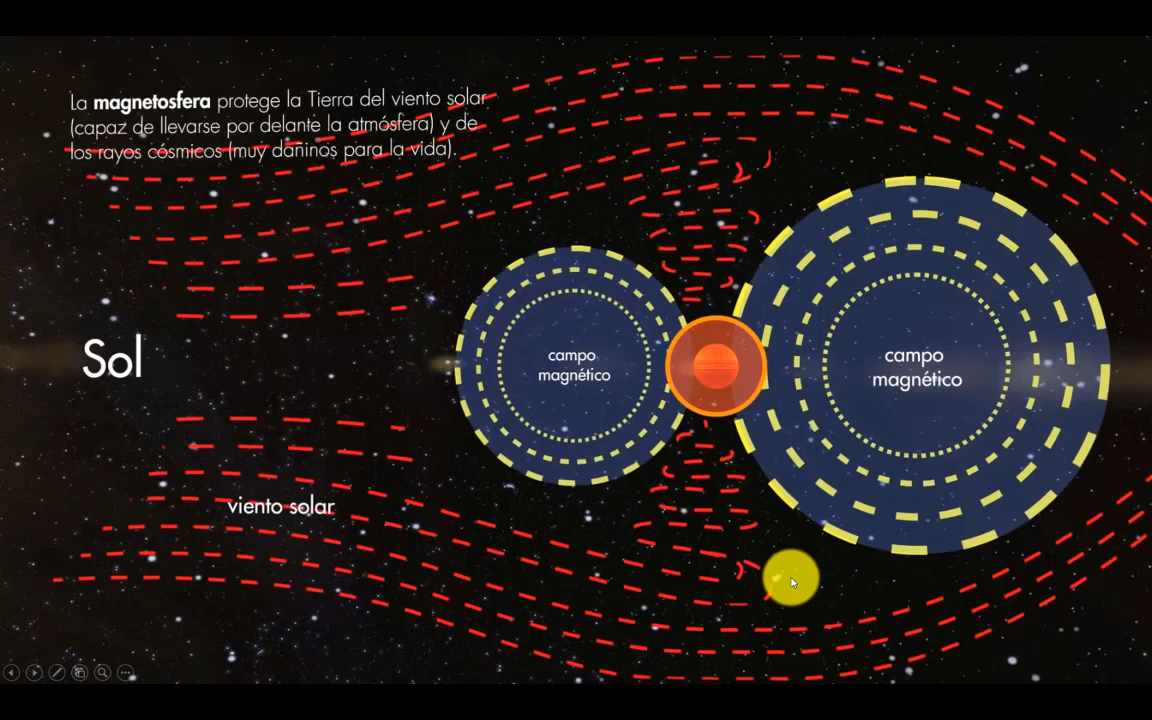 La magnetosfera protege la Tierra del viento solar
(capaz de llevarse por delante la atmósfera) y de
los rayos cósmicos (muy dañinos para la vida).
Sol
campo
magnético
campo
magnético
viento solar